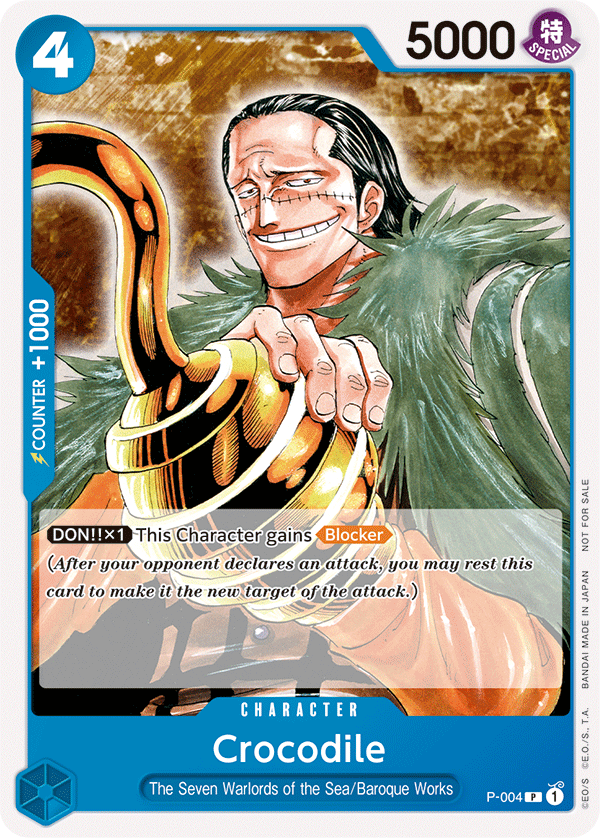 4
5000
特
SPECIAL
COUNTER +1000
DON!!×1 This Character gains Blocker
(After your opponent declares an attack, you may rest this
card to make it the new target of the attack.)
CHARACTER
Crocodile
The Seven Warlords of the Sea/Baroque Works
P-004 P 1
©EO/S ©E.O./S., T.A. BANDAI MADE IN JAPAN NOT FOR SALE